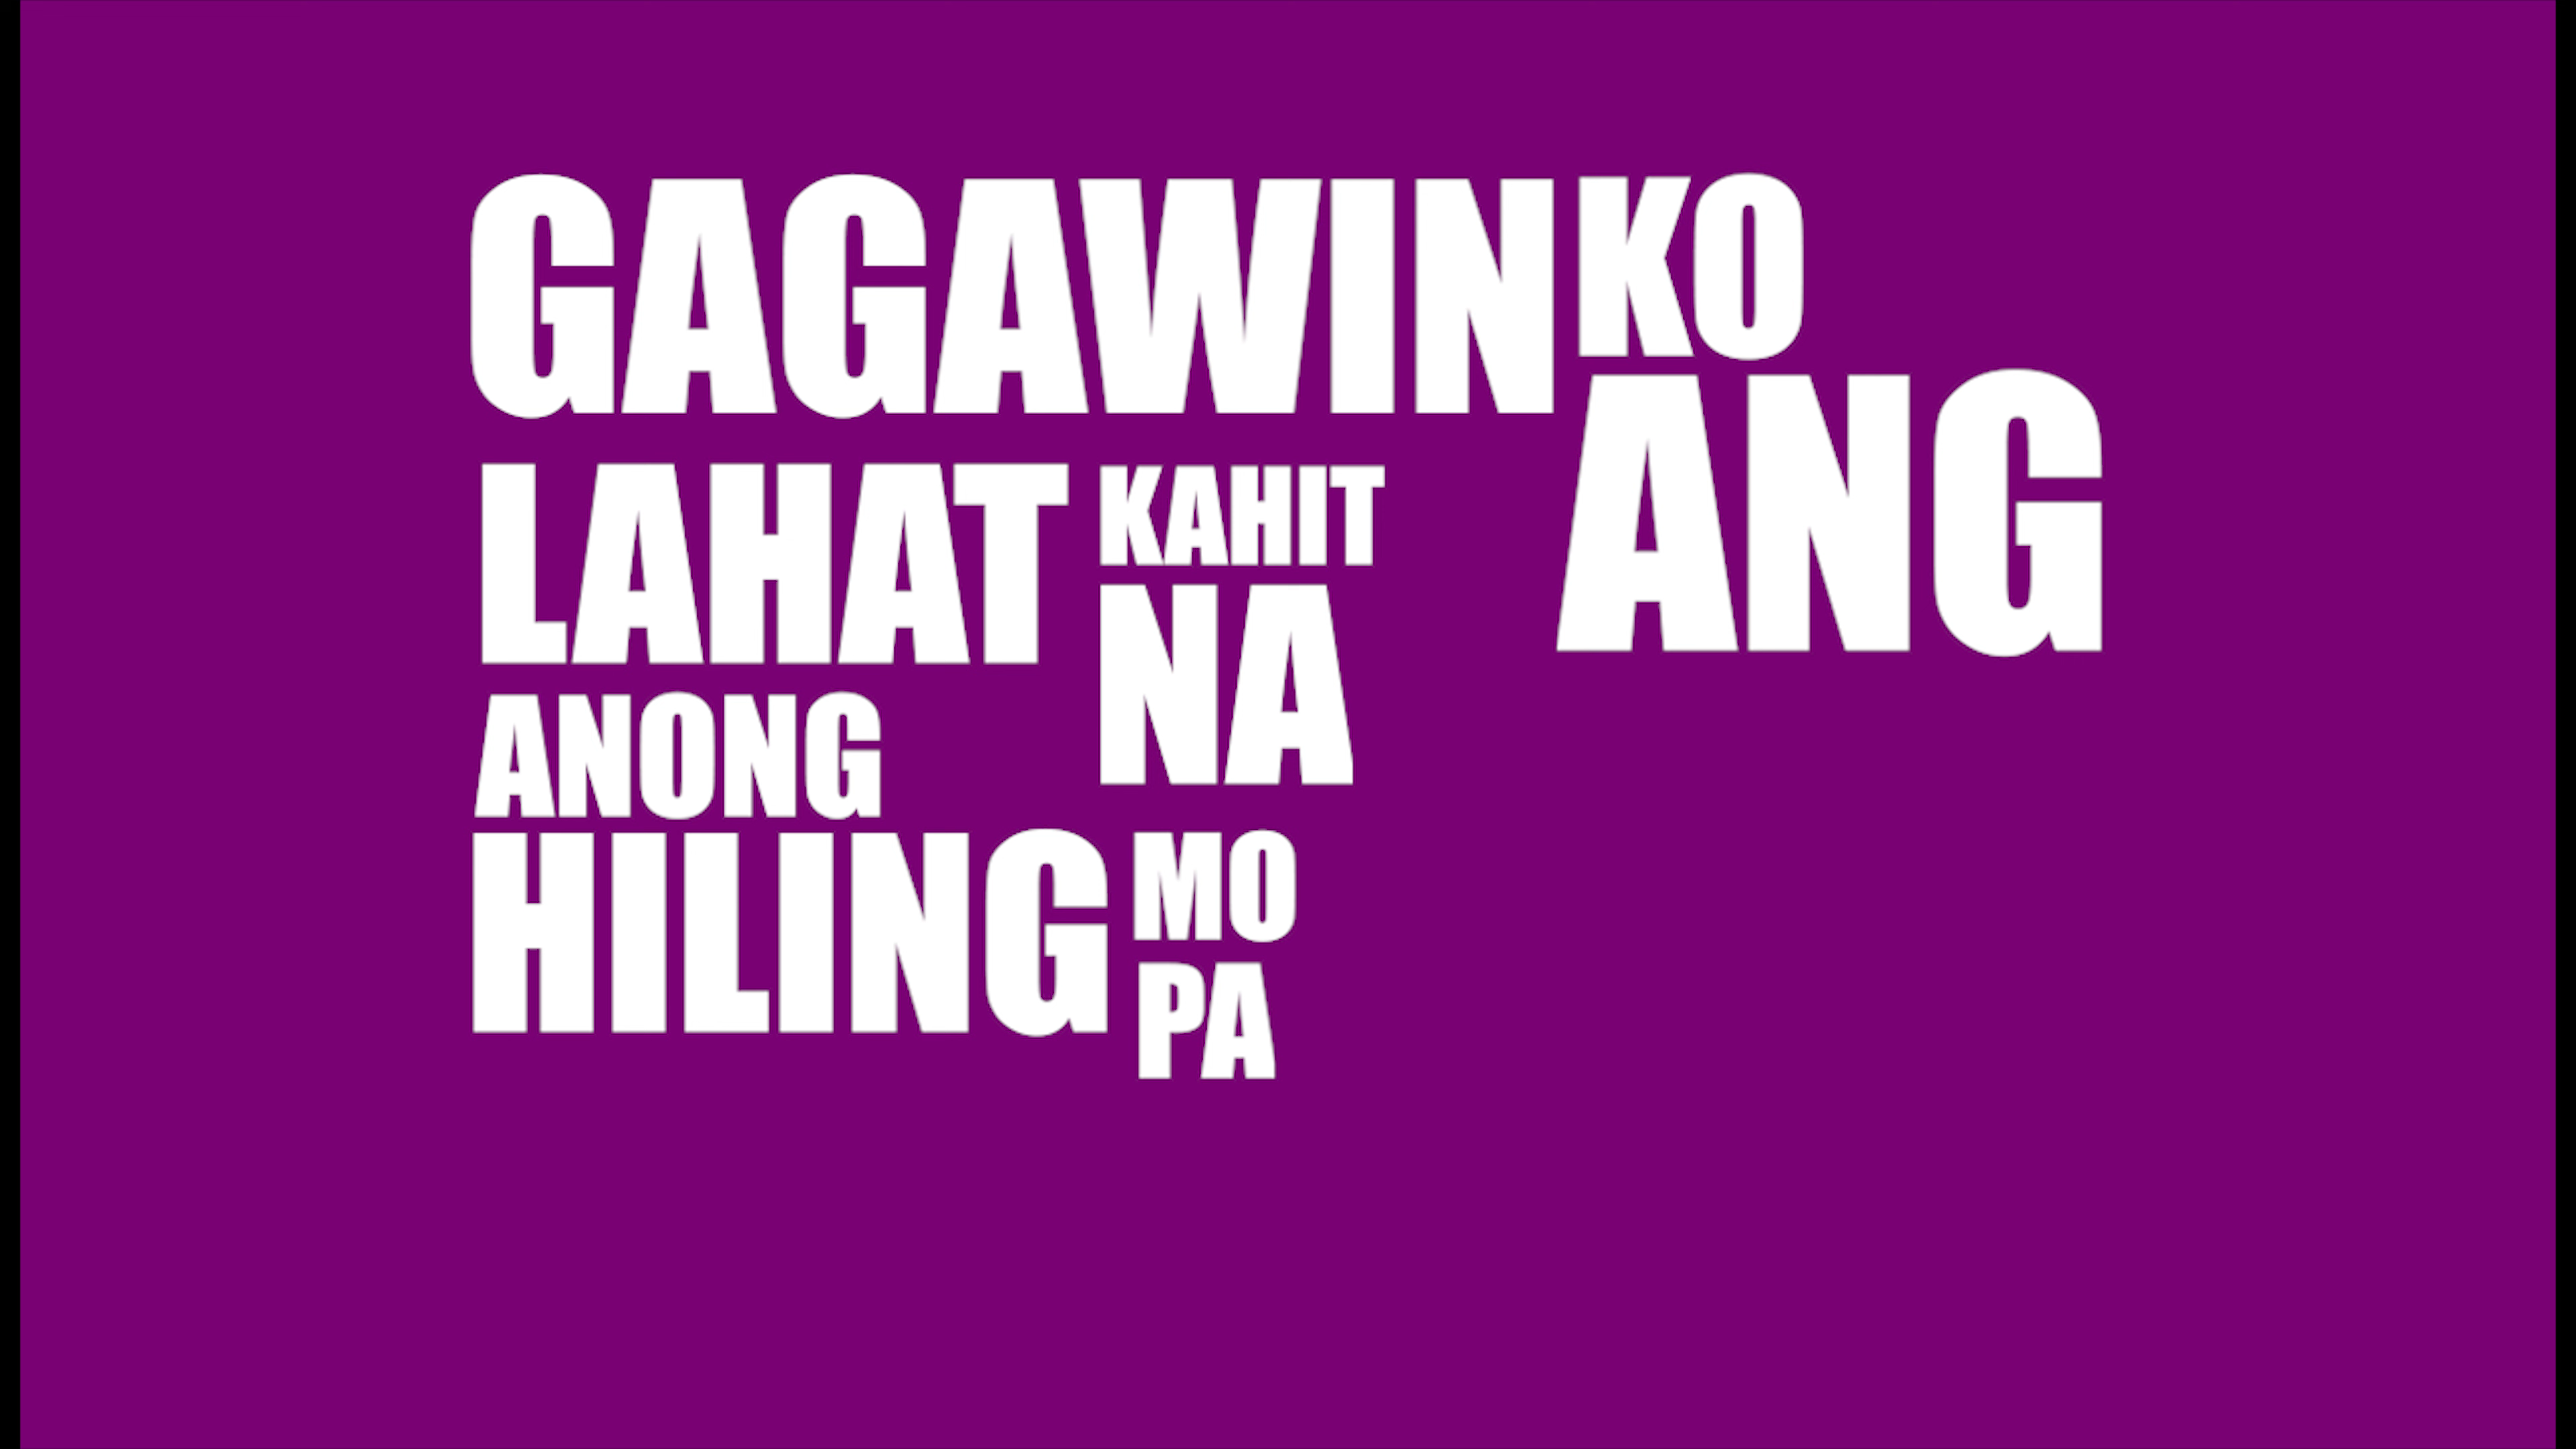 GAGAWIN KO
ANG
LAHAT KAHIT
NA
ANONG
HILING MO
PA